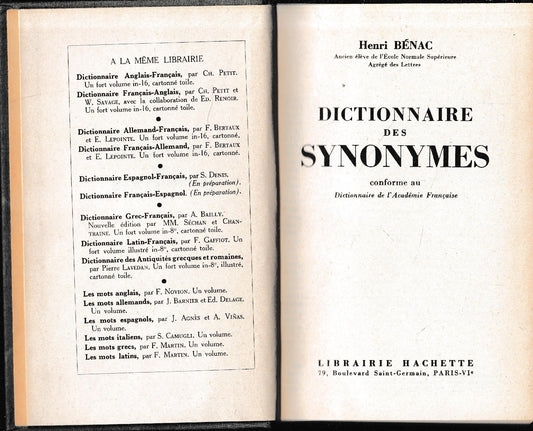 A LA MÊME LIBRAIRIE
Dictionnaire Anglais-Français, par CH. PETIT.
Un fort volume in-16, cartonné toile.
Dictionnaire Français-Anglais, par CH. PETIT et
W. SAVAGE, avec la collaboration de ED. RENOIR.
Un fort volume in-16, cartonné toile.
Dictionnaire Allemand-Français, par F. BERTAUX
et E. LEPOINTE. Un fort volume in-16, cartonné.
Dictionnaire Français-Allemand, par F. BERTAUX
et E. LEPOINTE. Un fort volume in-16, cartonné.
Dictionnaire Espagnol-Français, par S. DENIS.
(En préparation).
Dictionnaire Français-Espagnol. (En préparation).
Dictionnaire Grec-Français, par A. BAILLY.
Nouvelle édition par MM. SÉCHAN et CHAN-
TRAINE. Un fort volume in-8°, cartonné toile.
Dictionnaire Latin-Français, par F. GAFFIOT. Un
fort volume illustré in-8°, cartonné toile.
Dictionnaire des Antiquités grecques et romaines,
par Pierre LAVEDAN. Un fort volume in-8°, illustré,
cartonné toile.
Les mots anglais, par F. NOVION. Un volume.
Les mots allemands, par J. BARNIER et Ed. DELAGE.
Un volume.
Les mots espagnols, par J. AGNÈS et A. VIÑAS.
Un volume.
Les mots italiens, par S. CAMUGLI. Un volume.
Les mots grecs, par F. MARTIN. Un volume.
Les mots latins, par F. MARTIN. Un volume.
Henri BÉNAC
Ancien élève de l'École Normale Supérieure
Agrégé des Lettres
DICTIONNAIRE
DES
SYNONYMES
conforme au
Dictionnaire de l'Académie Française
LIBRAIRIE HACHETTE
79, Boulevard Saint-Germain, PARIS-VIe